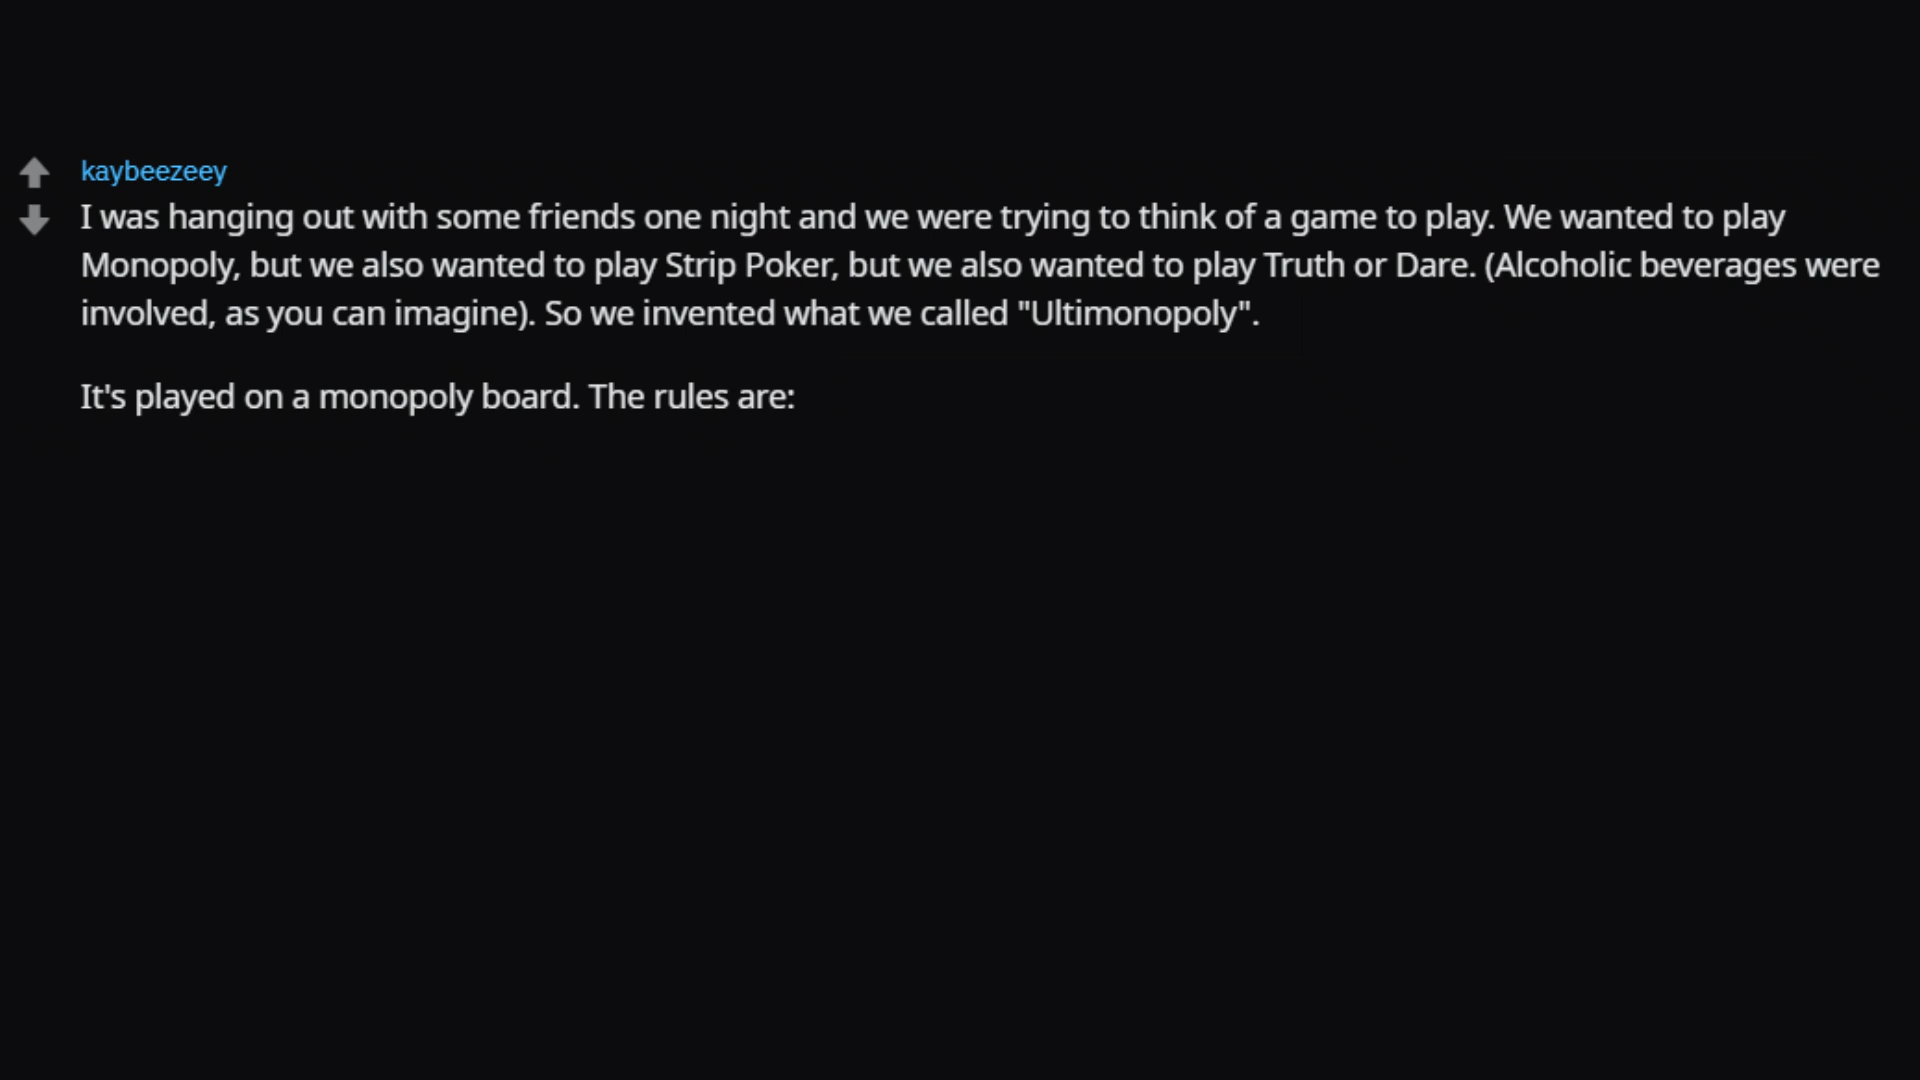 kaybeezeey
I was hanging out with some friends one night and we were trying to think of a game to play. We wanted to play
Monopoly, but we also wanted to play Strip Poker, but we also wanted to play Truth or Dare. (Alcoholic beverages were
involved, as you can imagine). So we invented what we called "Ultimonopoly".
It's played on a monopoly board. The rules are: